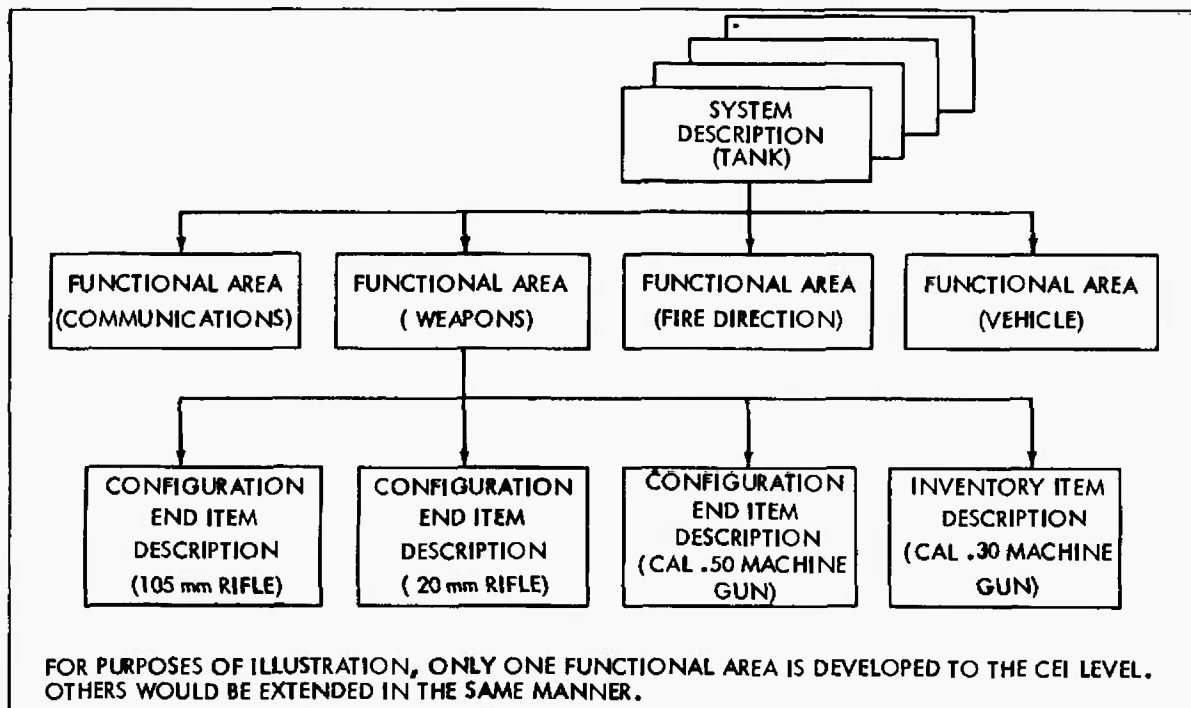 SYSTEM
DESCRIPTION
(TANK)
FUNCTIONAL AREA
(COMMUNICATIONS)
FUNCTIONAL AREA
( WEAPONS)
FUNCTIONAL AREA
(FIRE DIRECTION)
FUNCTIONAL AREA
(VEHICLE)
CONFIGURATION
END ITEM
DESCRIPTION
(105 mm RIFLE)
CONFIGURATION
END ITEM
DESCRIPTION
( 20 mm RIFLE)
CONFIGURATION
END ITEM
DESCRIPTION
(CAL .50 MACHINE
GUN)
INVENTORY ITEM
DESCRIPTION
(CAL .30 MACHINE
GUN)
FOR PURPOSES OF ILLUSTRATION, ONLY ONE FUNCTIONAL AREA IS DEVELOPED TO THE CEI LEVEL.
OTHERS WOULD BE EXTENDED IN THE SAME MANNER.